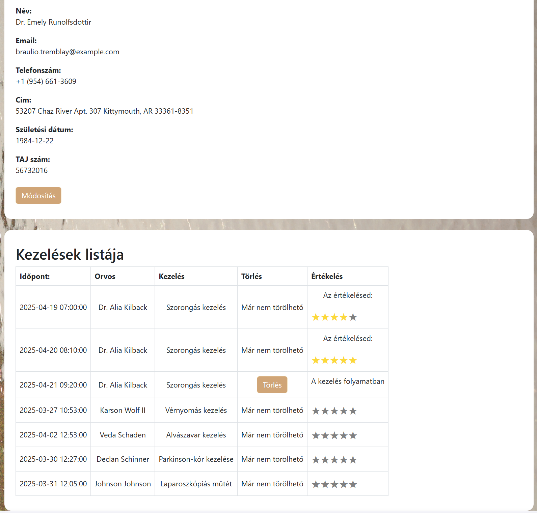 Név:
Dr. Emely Runolfsdottir
Email:
braulio.tremblay@example.com
Telefonszám:
+1 (954) 661-3609
Cím:
53207 Chaz River Apt. 307 Kittymouth, AR 33361-8351
Születési dátum:
1984-12-22
TAJ szám:
56732016
Módosítás
Kezelések listája
Időpont: Orvos Kezelés Törlés Értékelés
2025-04-19 07:00:00 Dr. Alia Kilback Szorongás kezelés Már nem törölhető Az értékelésed:
2025-04-20 08:10:00 Dr. Alia Kilback Szorongás kezelés Már nem törölhető Az értékelésed:
2025-04-21 09:20:00 Dr. Alia Kilback Szorongás kezelés Törlés A kezelés folyamatban
2025-03-27 10:53:00 Karson Wolf II Vérnyomás kezelés Már nem törölhető
2025-04-02 12:53:00 Veda Schaden Alvászavar kezelés Már nem törölhető
2025-03-30 12:27:00 Declan Schinner Parkinson-kór kezelése Már nem törölhető
2025-03-31 12:05:00 Johnson Johnson Laparoszkópiás műtét Már nem törölhető